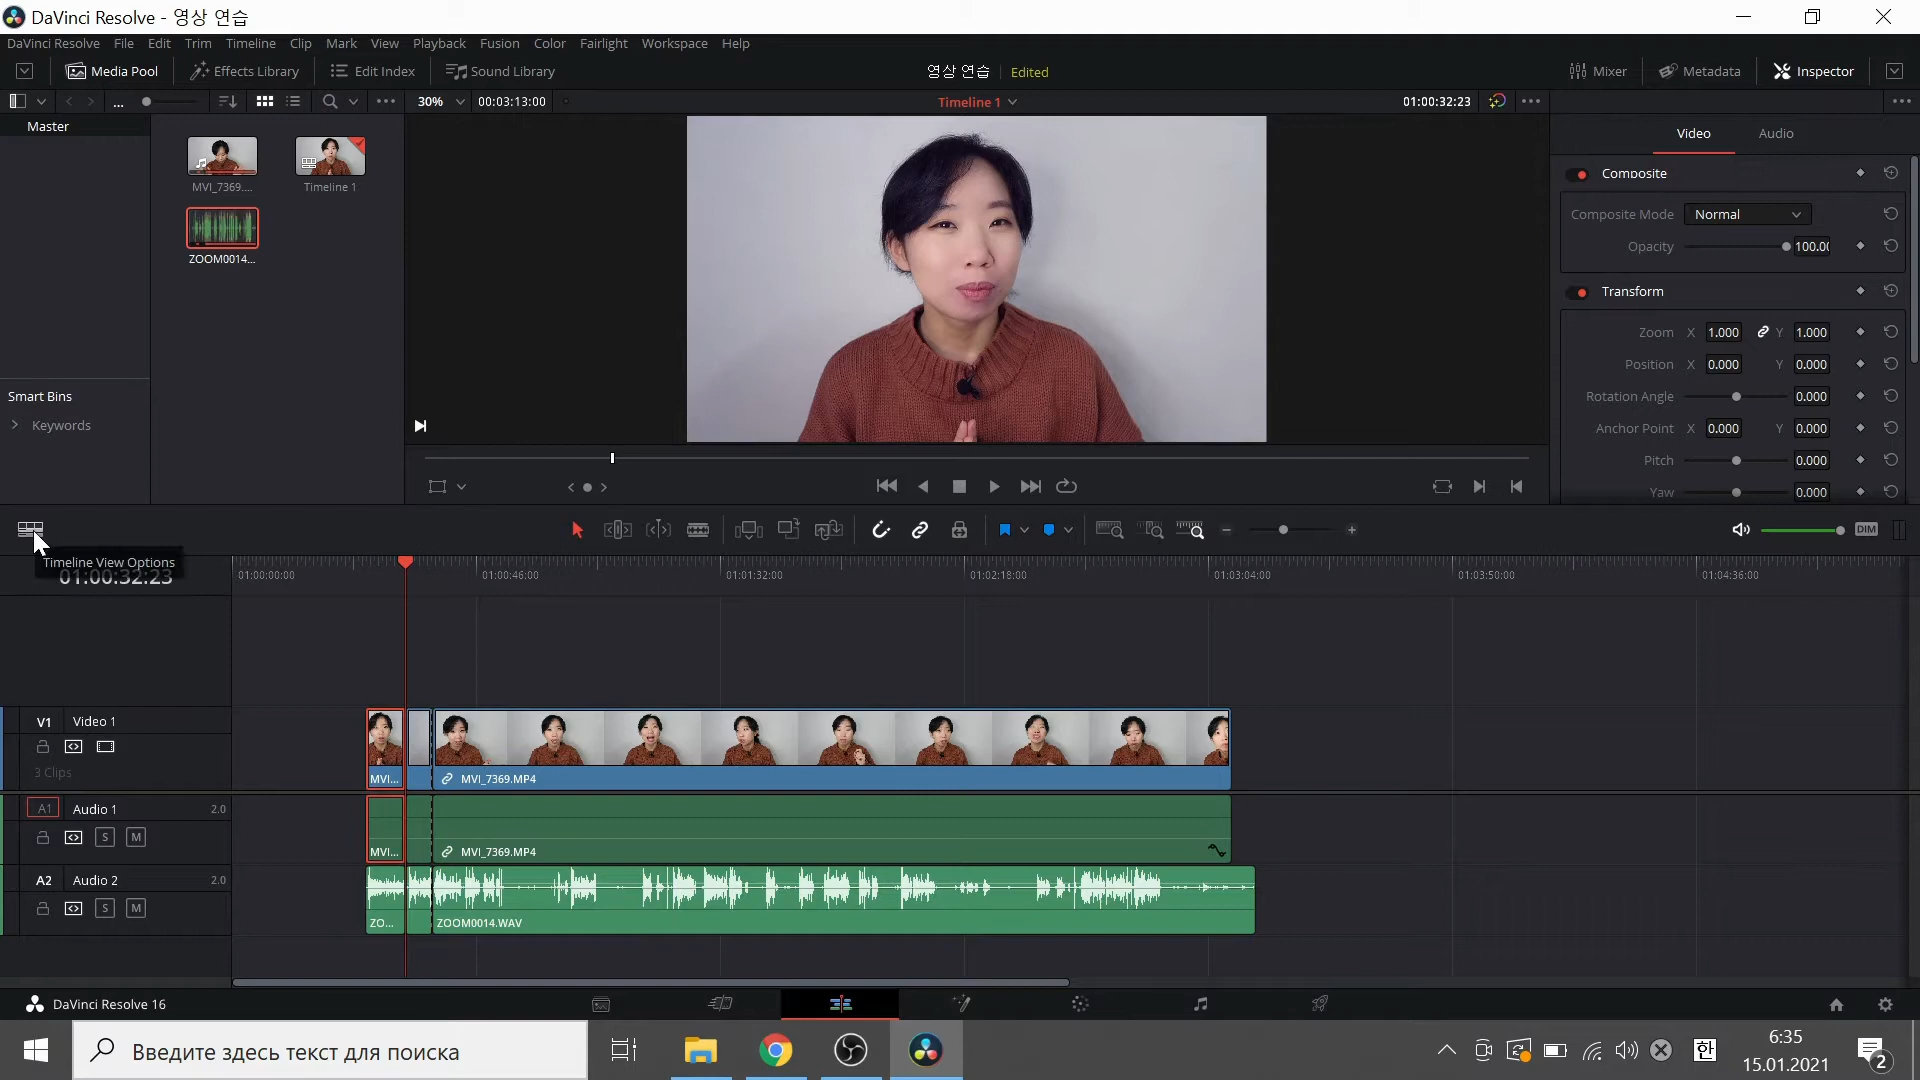 DaVinci Resolve - 영상 연습
DaVinci Resolve File Edit Trim Timeline Clip Mark View Playback Fusion Color Fairlight Workspace Help
Media Pool Effects Library Edit Index Sound Library 영상 연습 Edited Mixer Metadata Inspector
... 30% 00:03:13:00 Timeline 1 01:00:32:23
Master
MVI_7369.... Timeline 1
ZOOM0014...
Smart Bins
Keywords
Video Audio
Composite
Composite Mode Normal
Opacity 100.00
Transform
Zoom X 1.000 Y 1.000
Position X 0.000 Y 0.000
Rotation Angle 0.000
Anchor Point X 0.000 Y 0.000
Pitch 0.000
Yaw 0.000
DIM
Timeline View Options
01:00:32:23
01:00:00:00 01:00:46:00 01:01:32:00 01:02:18:00 01:03:04:00 01:03:50:00 01:04:36:00
V1 Video 1
3 Clips
MVI... MVI_7369.MP4
A1 Audio 1 2.0
S M
MVI... MVI_7369.MP4
A2 Audio 2 2.0
S M
ZO... ZOOM0014.WAV
DaVinci Resolve 16
Введите здесь текст для поиска
한
6:35
15.01.2021
2